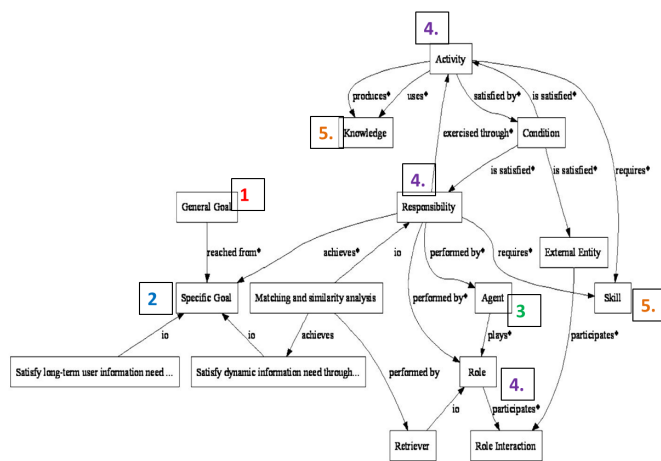 4.
Activity
produces* uses* satisfied by* is satisfied*
5. Knowledge exercised through* Condition
4. is satisfied* is satisfied* requires*
General Goal 1 Responsibility
reached from* achieves* io performed by* requires* External Entity
2 Specific Goal Matching and similarity analysis performed by* Agent Skill 5.
3
io io achieves plays* participates*
Satisfy long-term user information need ... Satisfy dynamic information need through... performed by Role 4.
io participates*
Retriever Role Interaction